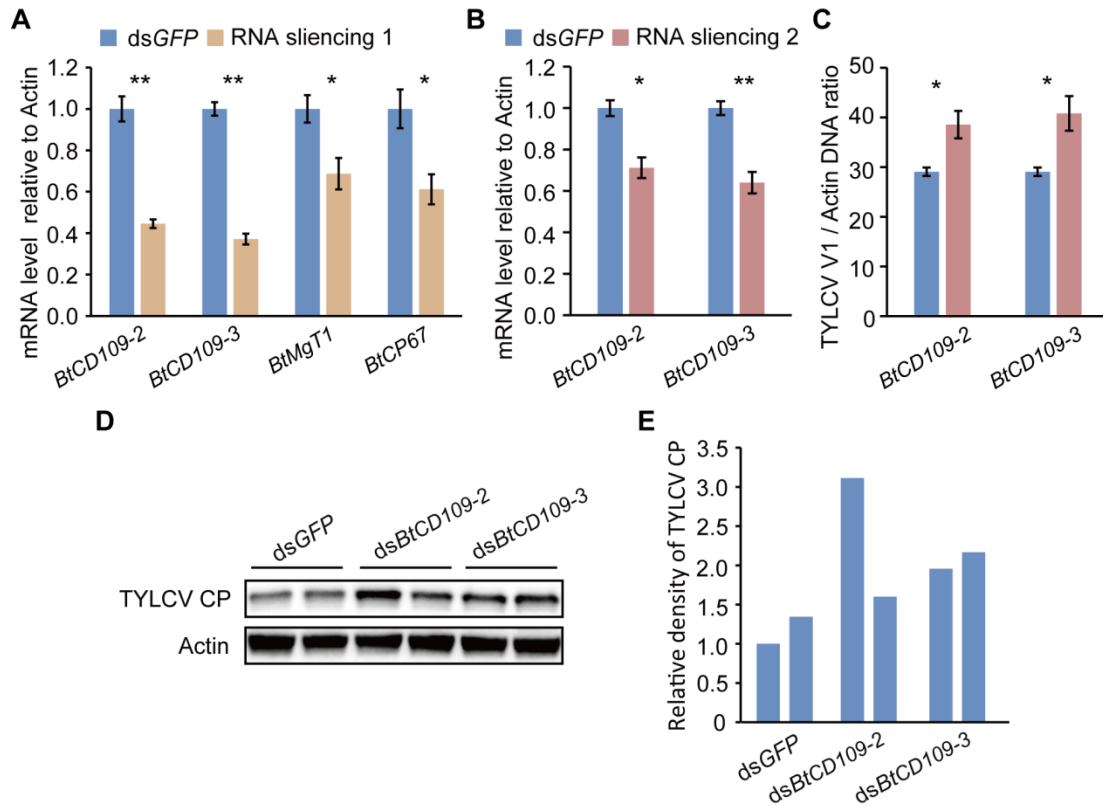 A
dsGFP RNA sliencing 1
mRNA level relative to Actin
1.2
1.0
0.8
0.6
0.4
0.2
0.0
** ** * *
BtCD109-2 BtCD109-3 BtMgT1 BtCP67
B
dsGFP RNA sliencing 2
mRNA level relative to Actin
1.2
1.0
0.8
0.6
0.4
0.2
0.0
* **
BtCD109-2 BtCD109-3
C
TYLCV V1 / Actin DNA ratio
50
40
30
20
10
0
* *
BtCD109-2 BtCD109-3
D
dsGFP dsBtCD109-2 dsBtCD109-3
TYLCV CP
Actin
E
Relative density of TYLCV CP
3.5
3.0
2.5
2.0
1.5
1.0
0.5
0
dsGFP dsBtCD109-2 dsBtCD109-3